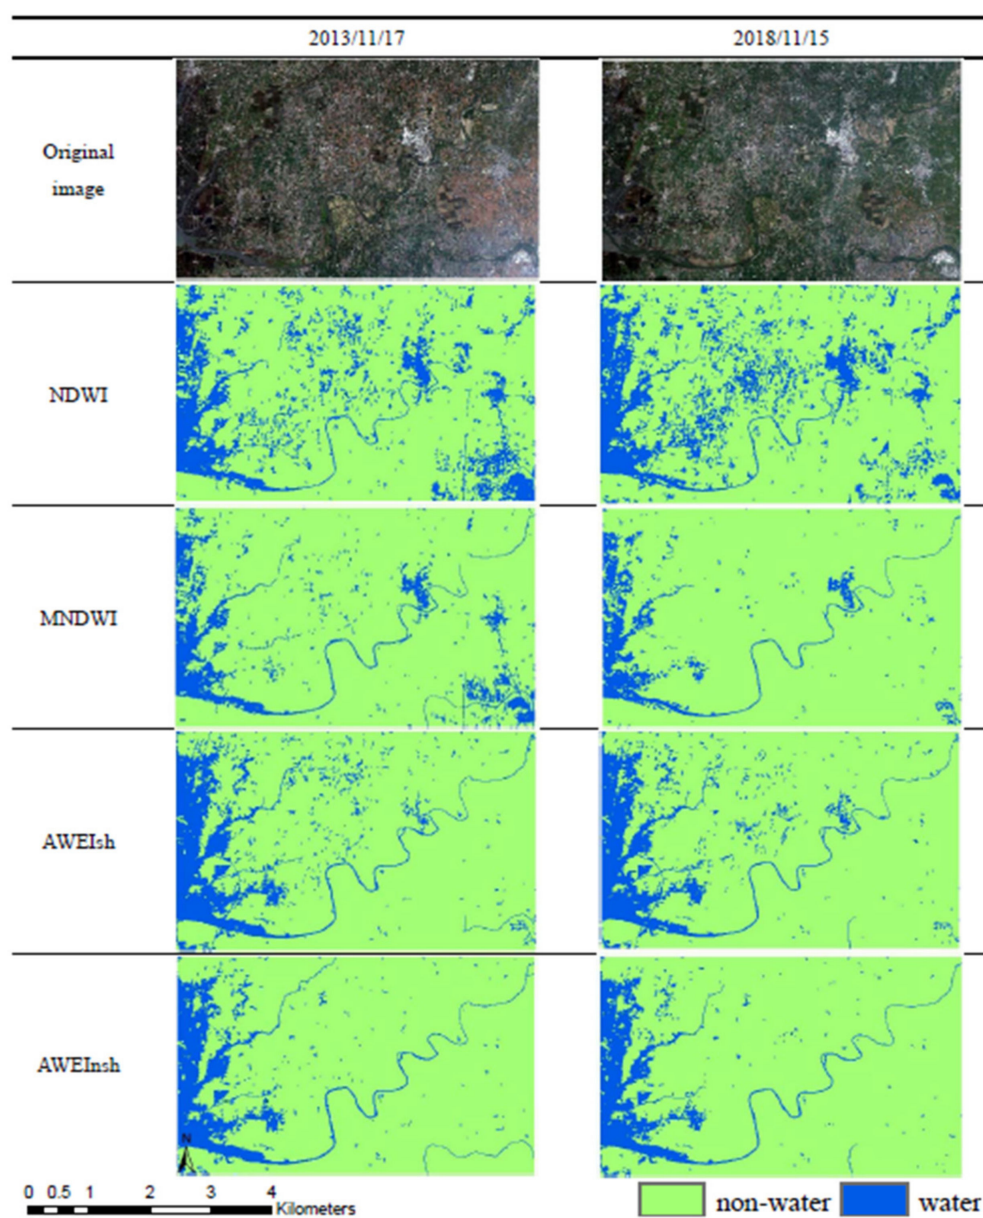 2013/11/17 2018/11/15
Original
image
NDWI
MNDWI
AWEIsh
AWEInsh
N
0 0.5 1 2 3 4
Kilometers
non-water water